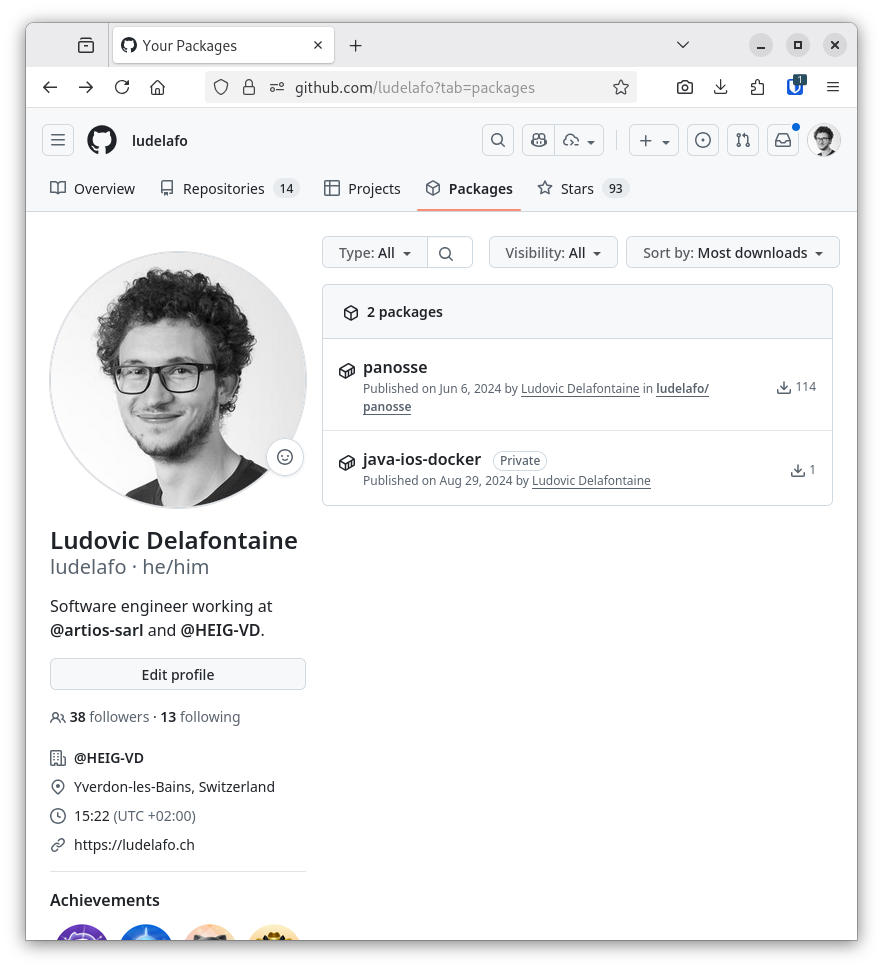 Your Packages
github.com/ludelafo?tab=packages
1
ludelafo
Overview
Repositories 14
Projects
Packages
Stars 93
Type: All
Visibility: All
Sort by: Most downloads
2 packages
panosse
Published on Jun 6, 2024 by Ludovic Delafontaine in ludelafo/
panosse
114
java-ios-docker Private
Published on Aug 29, 2024 by Ludovic Delafontaine
1
Ludovic Delafontaine
ludelafo · he/him
Software engineer working at
@artios-sarl and @HEIG-VD.
Edit profile
38 followers · 13 following
@HEIG-VD
Yverdon-les-Bains, Switzerland
15:22 (UTC +02:00)
https://ludelafo.ch
Achievements